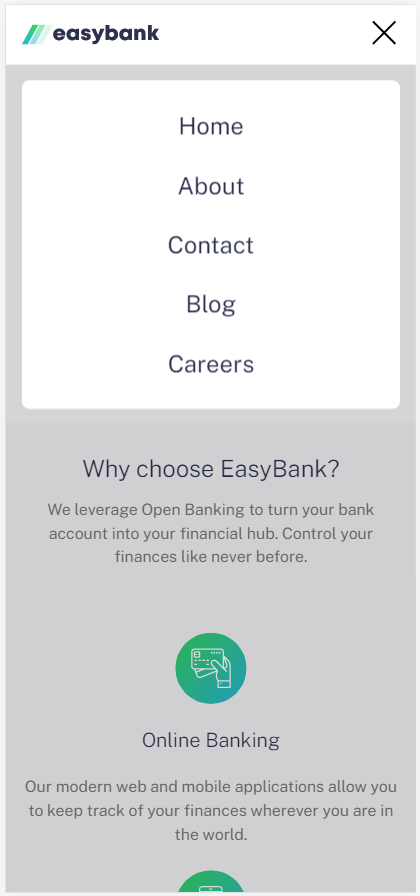 easybank
Home
About
Contact
Blog
Careers
Why choose EasyBank?
We leverage Open Banking to turn your bank
account into your financial hub. Control your
finances like never before.
Online Banking
Our modern web and mobile applications allow you
to keep track of your finances wherever you are in
the world.